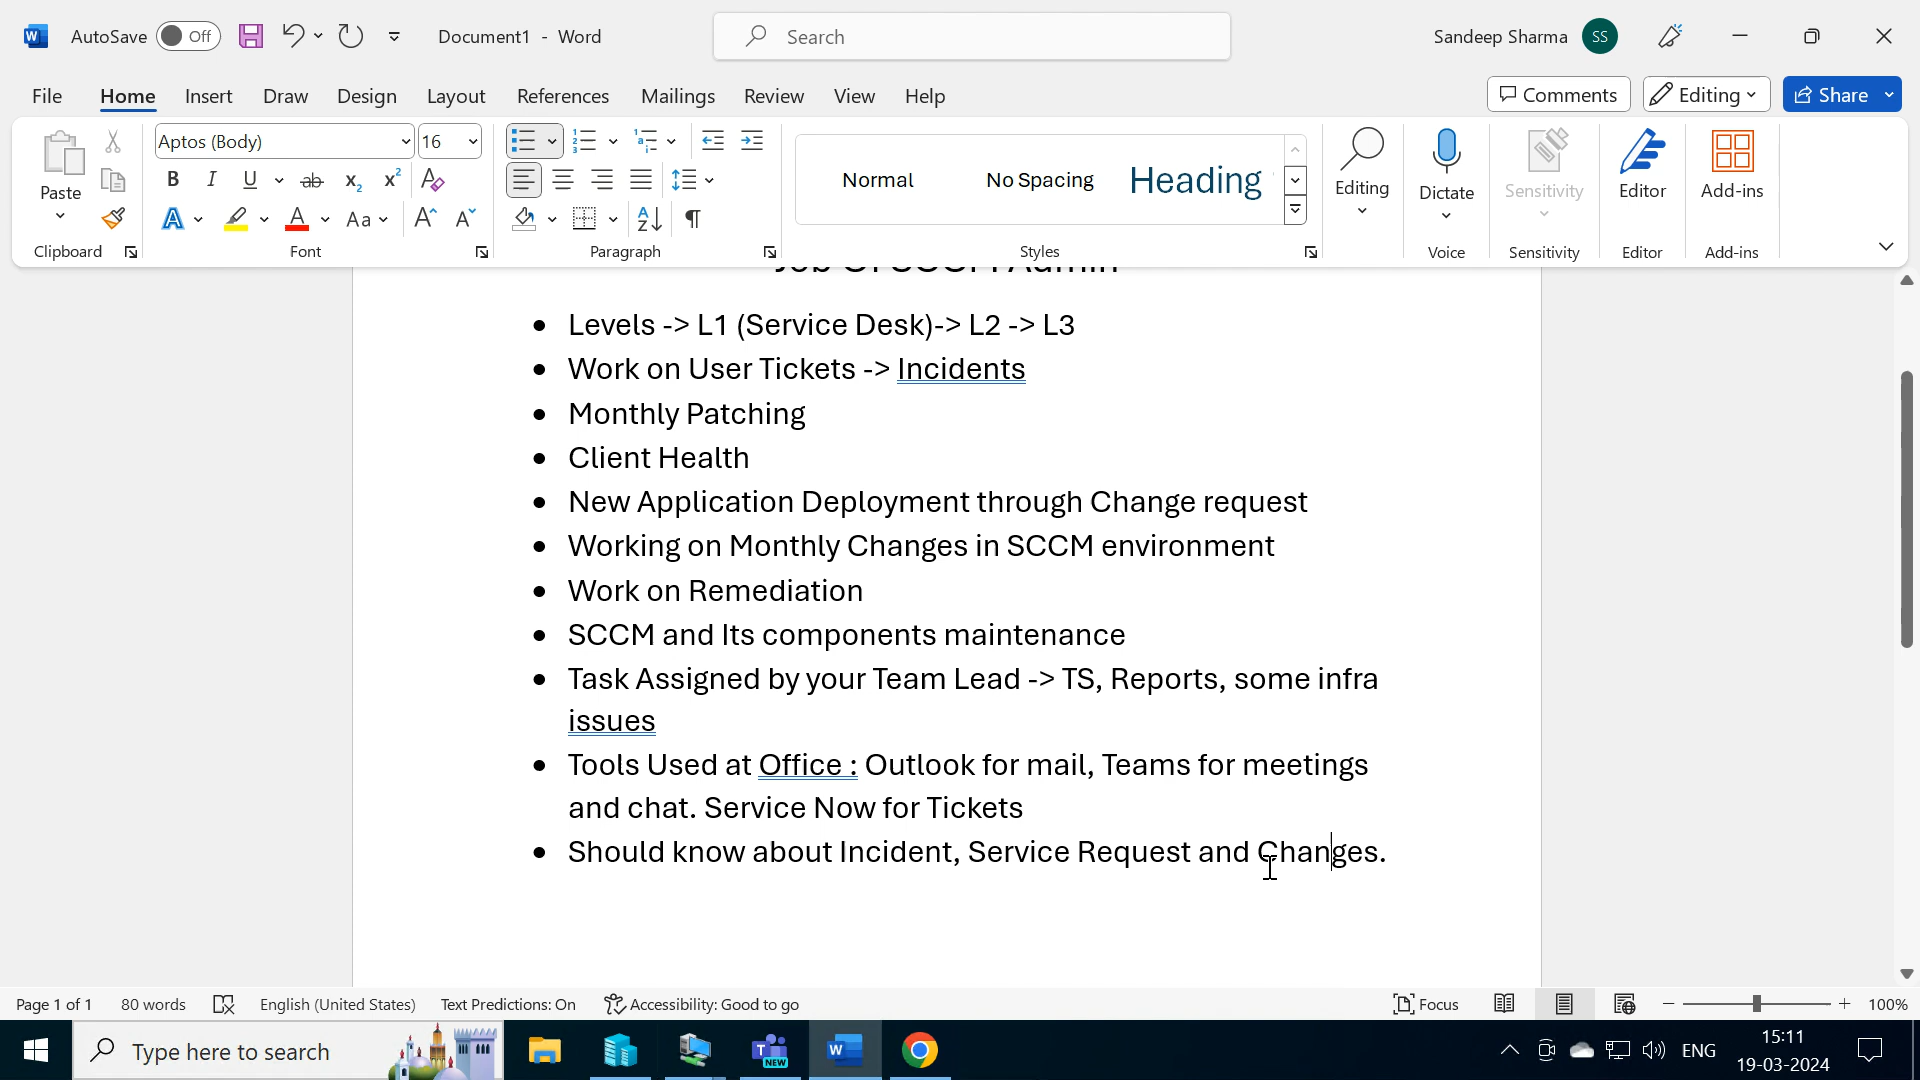 AutoSave Off Document1 - Word Search Sandeep Sharma SS
File Home Insert Draw Design Layout References Mailings Review View Help Comments Editing Share
Aptos (Body) 16
Paste Normal No Spacing Heading Editing Dictate Sensitivity Editor Add-ins
Clipboard Font Paragraph Styles Voice Sensitivity Editor Add-ins
Job Of SCCM Admin
• Levels -> L1 (Service Desk)-> L2 -> L3
• Work on User Tickets -> Incidents
• Monthly Patching
• Client Health
• New Application Deployment through Change request
• Working on Monthly Changes in SCCM environment
• Work on Remediation
• SCCM and Its components maintenance
• Task Assigned by your Team Lead -> TS, Reports, some infra
issues
• Tools Used at Office : Outlook for mail, Teams for meetings
and chat. Service Now for Tickets
• Should know about Incident, Service Request and Changes.
Page 1 of 1 80 words English (United States) Text Predictions: On Accessibility: Good to go Focus 100%
Type here to search NEW ENG 15:11
19-03-2024